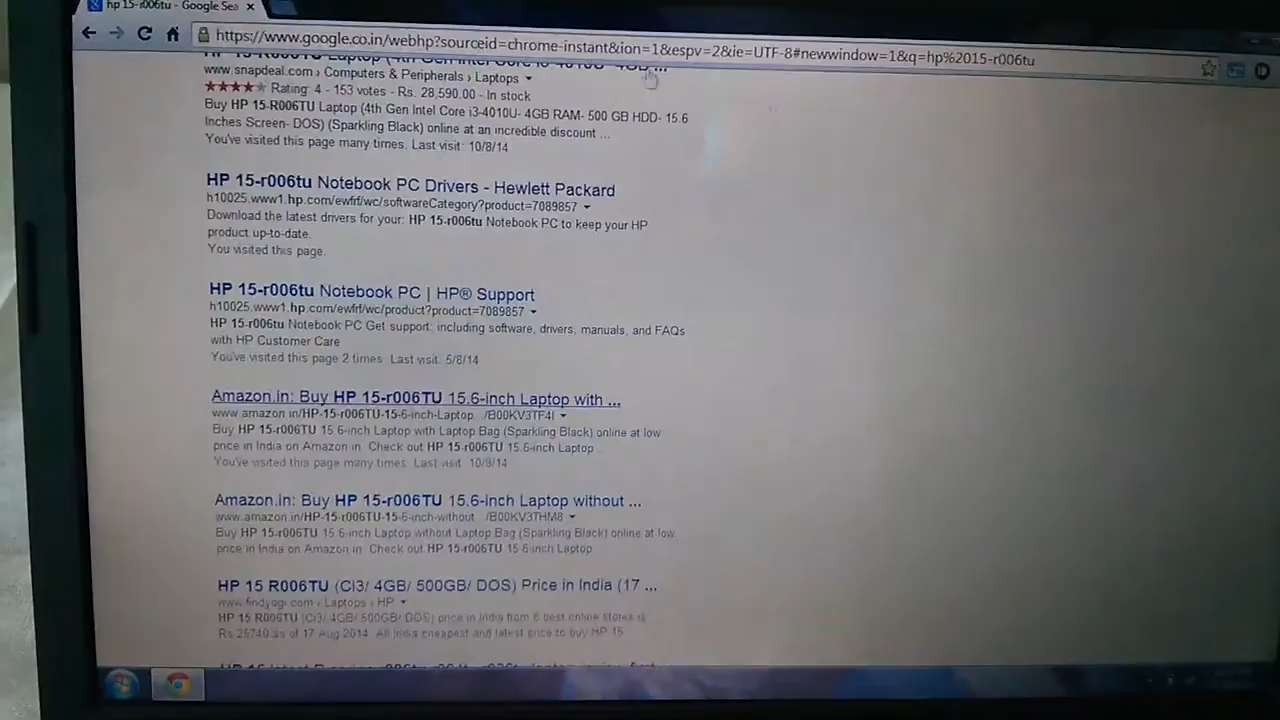 hp 15-r006tu - Google Sea
https://www.google.co.in/webhp?sourceid=chrome-instant&ion=1&espv=2&ie=UTF-8#newwindow=1&q=hp%2015-r006tu
www.snapdeal.com › Computers & Peripherals › Laptops
Rating: 4 - 153 votes - Rs. 28,590.00 - In stock
Buy HP 15-R006TU Laptop (4th Gen Intel Core i3-4010U- 4GB RAM- 500 GB HDD- 15.6
Inches Screen- DOS) (Sparkling Black) online at an incredible discount ...
You've visited this page many times. Last visit: 10/8/14
HP 15-r006tu Notebook PC Drivers - Hewlett Packard
h10025.www1.hp.com/ewfrf/wc/softwareCategory?product=7089857
Download the latest drivers for your: HP 15-r006tu Notebook PC to keep your HP
product up-to-date.
You visited this page.
HP 15-r006tu Notebook PC | HP® Support
h10025.www1.hp.com/ewfrf/wc/product?product=7089857
HP 15-r006tu Notebook PC Get support: including software, drivers, manuals, and FAQs
with HP Customer Care
You've visited this page 2 times. Last visit: 5/8/14
Amazon.in: Buy HP 15-r006TU 15.6-inch Laptop with ...
www.amazon.in/HP-15-r006TU-15-6-inch-Laptop.../B00KV3TF4I
Buy HP 15-r006TU 15.6-inch Laptop with Laptop Bag (Sparkling Black) online at low
price in India on Amazon.in. Check out HP 15-r006TU 15.6-inch Laptop
You've visited this page many times. Last visit: 10/8/14
Amazon.in: Buy HP 15-r006TU 15.6-inch Laptop without ...
www.amazon.in/HP-15-r006TU-15-6-inch-without.../B00KV3THM8
Buy HP 15-r006TU 15.6-inch Laptop without Laptop Bag (Sparkling Black) online at low
price in India on Amazon.in. Check out HP 15-r006TU 15.6-inch Laptop
HP 15 R006TU (CI3/ 4GB/ 500GB/ DOS) Price in India (17 ...
www.findyogi.com › Laptops › HP
HP 15 R006TU (CI3/ 4GB/ 500GB/ DOS) price in India from 6 best online stores is
Rs.25740 as of 17 Aug 2014. All India cheapest and latest price to buy HP 15